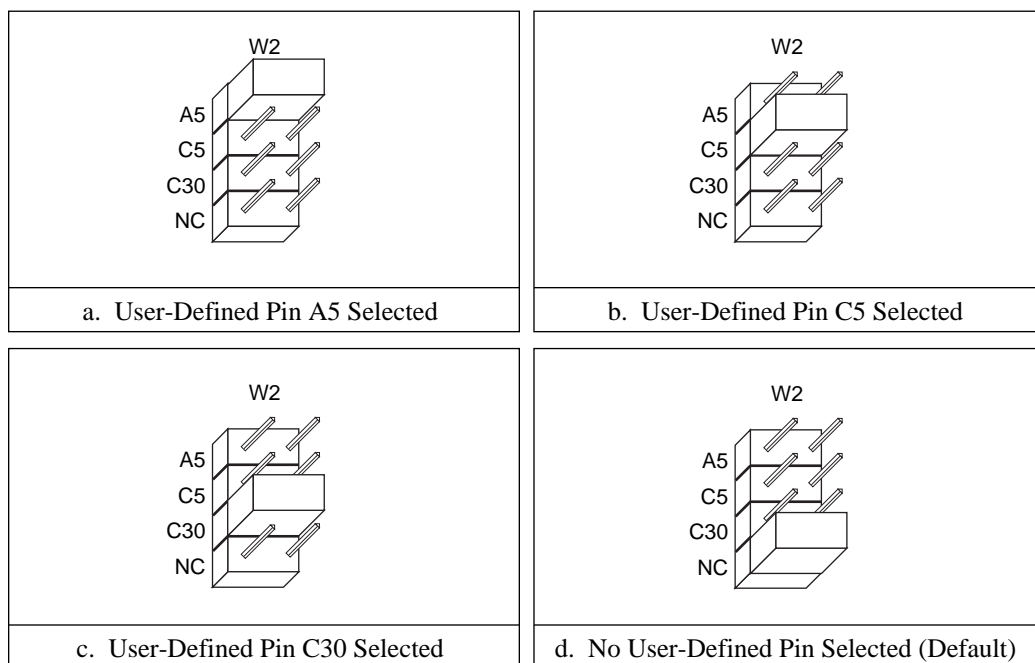 W2
A5
C5
C30
NC
a. User-Defined Pin A5 Selected
W2
A5
C5
C30
NC
b. User-Defined Pin C5 Selected
W2
A5
C5
C30
NC
c. User-Defined Pin C30 Selected
W2
A5
C5
C30
NC
d. No User-Defined Pin Selected (Default)